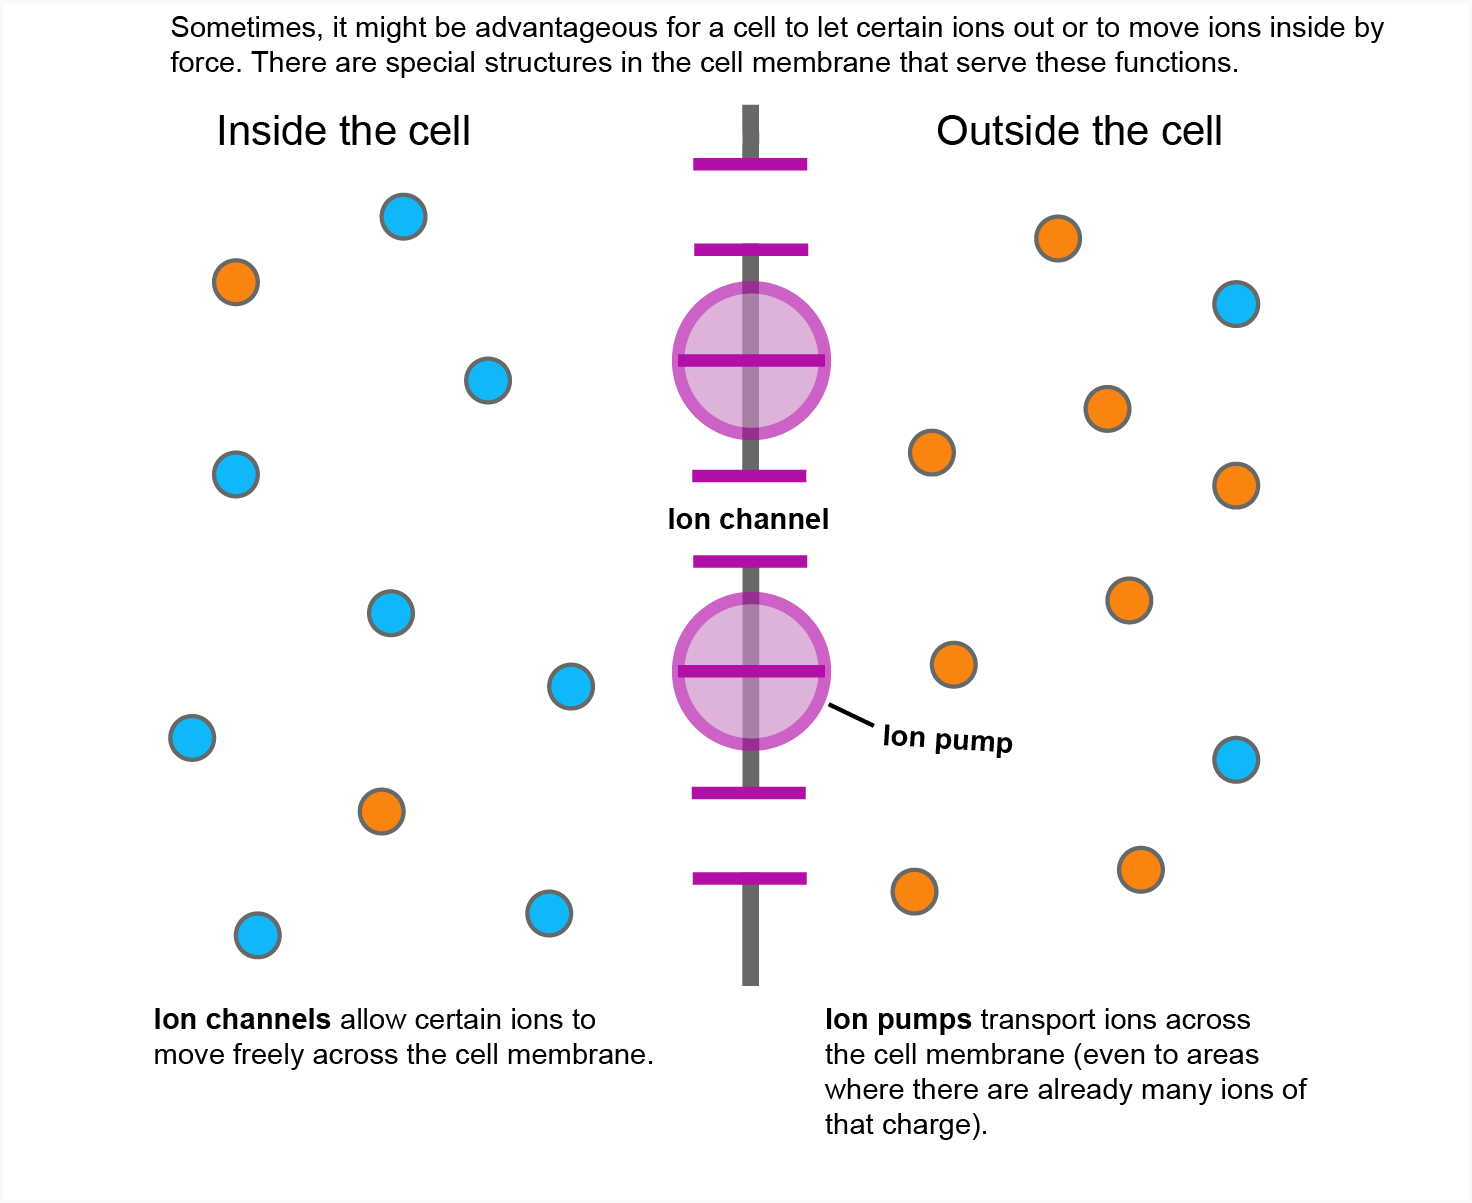 Sometimes, it might be advantageous for a cell to let certain ions out or to move ions inside by
force. There are special structures in the cell membrane that serve these functions.
Inside the cell
Outside the cell
Ion channel
Ion pump
Ion channels allow certain ions to
move freely across the cell membrane.
Ion pumps transport ions across
the cell membrane (even to areas
where there are already many ions of
that charge).